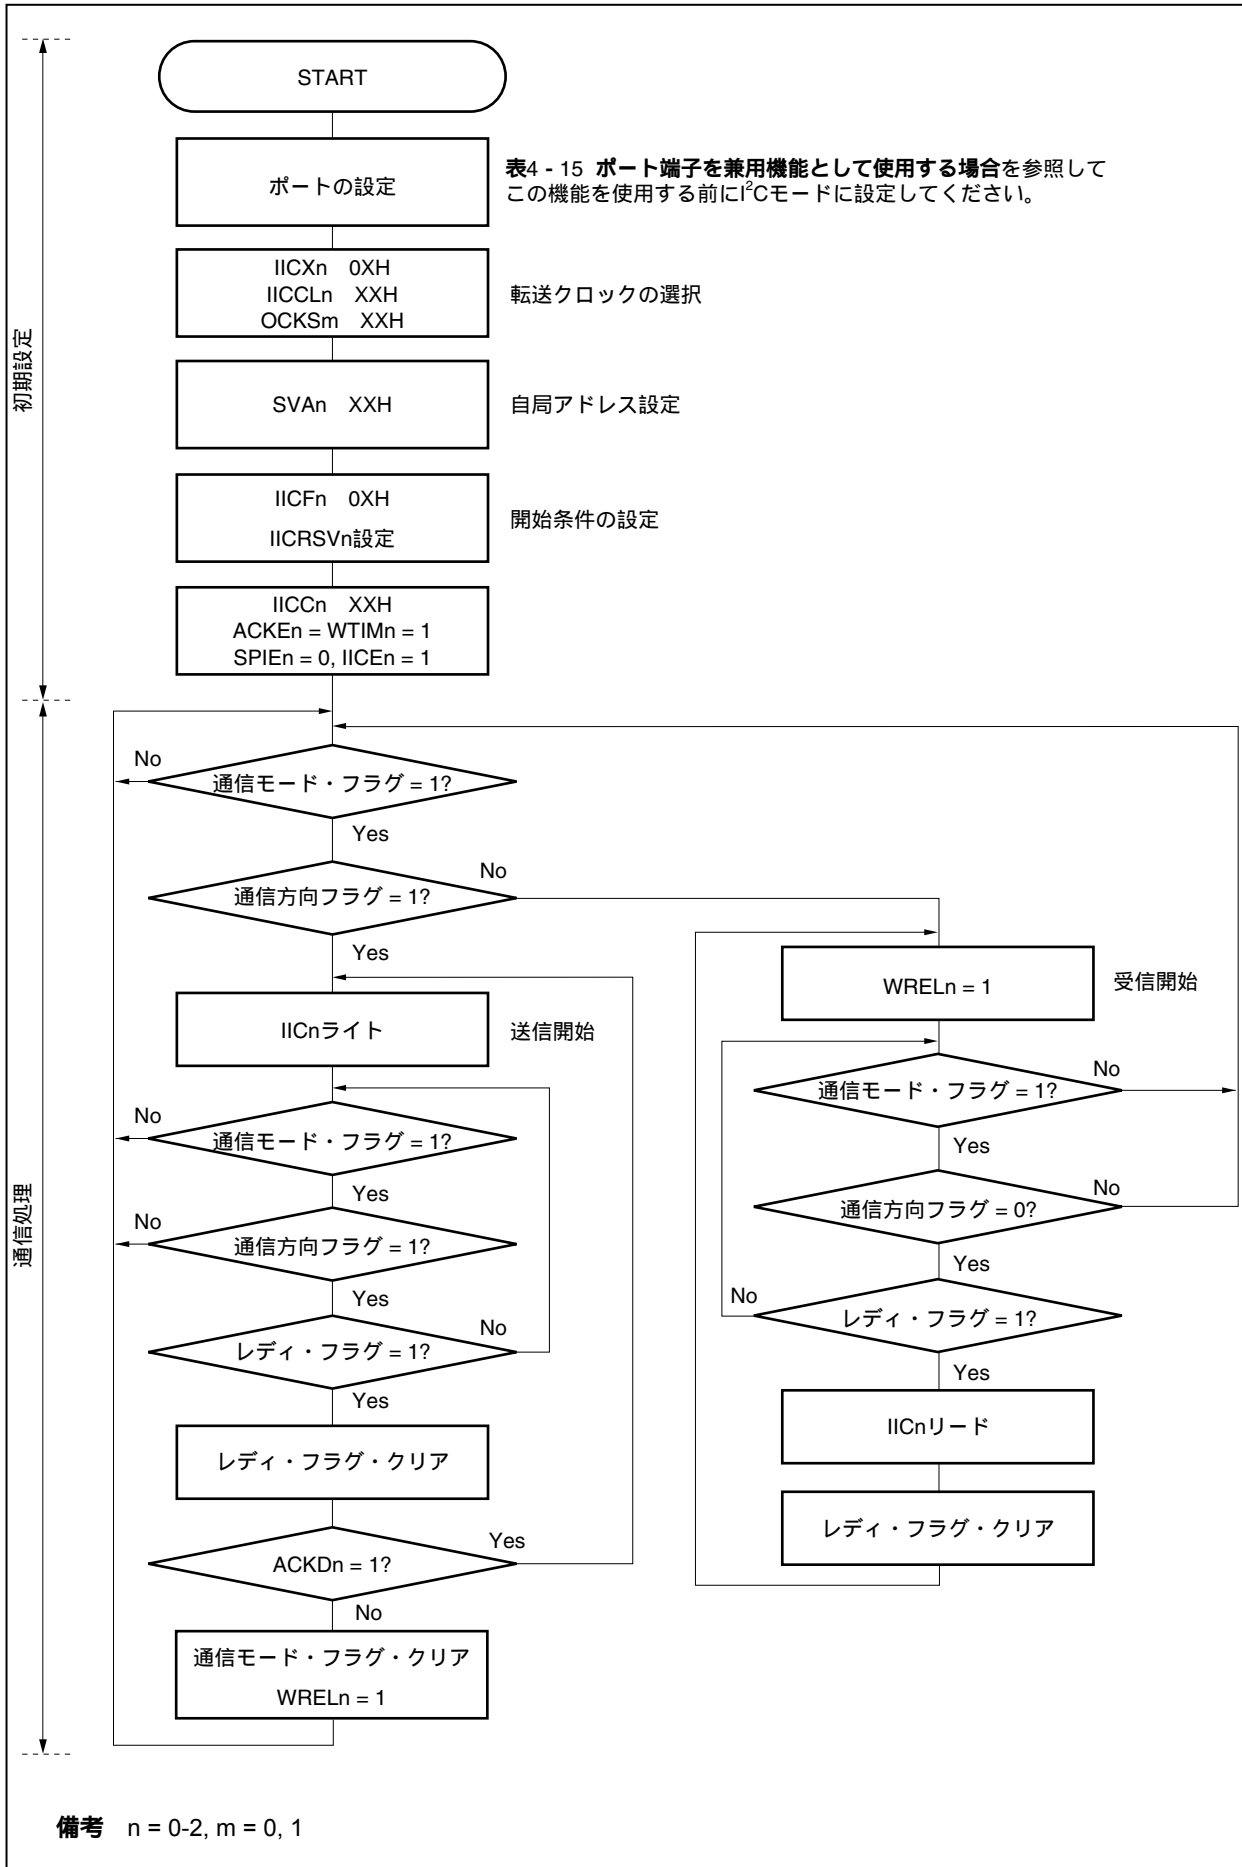 START
ポートの設定
表4 - 15 ポート端子を兼用機能として使用する場合を参照して
この機能を使用する前にI²Cモードに設定してください。
IICXn 0XH
IICCLn XXH
OCKSm XXH
転送クロックの選択
初期設定
SVAn XXH
自局アドレス設定
IICFn 0XH
IICRSVn設定
開始条件の設定
IICCn XXH
ACKEn = WTIMn = 1
SPIEn = 0, IICEn = 1
No
通信モード・フラグ = 1?
Yes
通信方向フラグ = 1?
No
Yes
IICnライト
送信開始
No
通信モード・フラグ = 1?
Yes
No
通信方向フラグ = 1?
Yes
レディ・フラグ = 1?
No
Yes
レディ・フラグ・クリア
ACKDn = 1?
Yes
No
通信モード・フラグ・クリア
WRELn = 1
通信処理
WRELn = 1
受信開始
通信モード・フラグ = 1?
No
Yes
通信方向フラグ = 0?
No
Yes
No
レディ・フラグ = 1?
Yes
IICnリード
レディ・フラグ・クリア
備考 n = 0-2, m = 0, 1